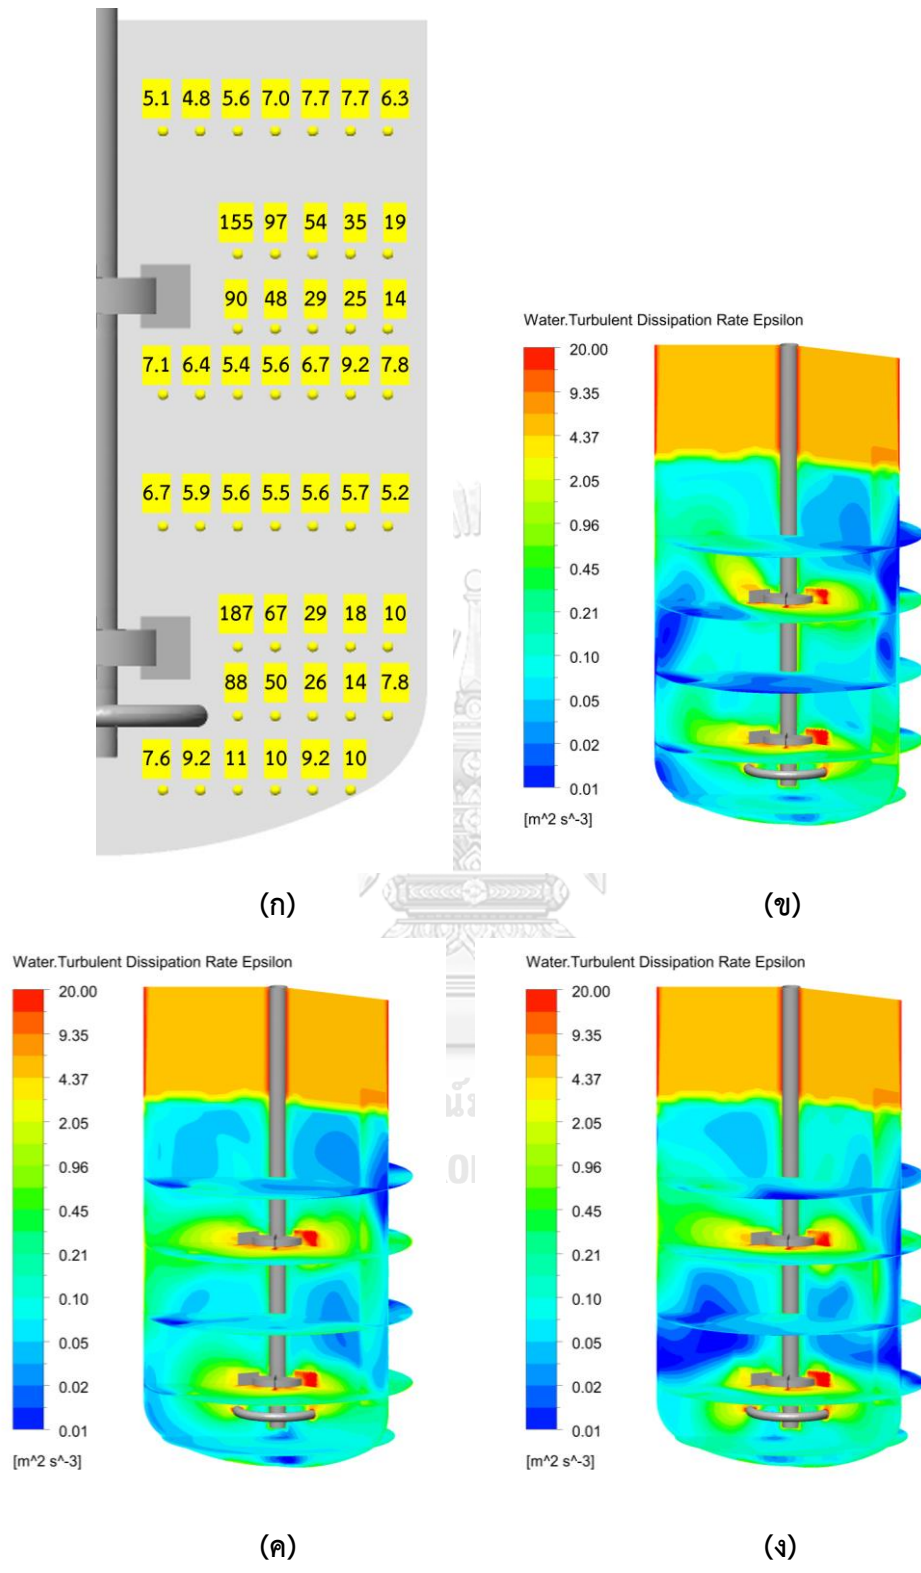 5.1 4.8 5.6 7.0 7.7 7.7 6.3
155 97 54 35 19
90 48 29 25 14
7.1 6.4 5.4 5.6 6.7 9.2 7.8
6.7 5.9 5.6 5.5 5.6 5.7 5.2
187 67 29 18 10
88 50 26 14 7.8
7.6 9.2 11 10 9.2 10
(ก)
Water.Turbulent Dissipation Rate Epsilon
20.00
9.35
4.37
2.05
0.96
0.45
0.21
0.10
0.05
0.02
0.01
[m^2 s^-3]
(ข)
Water.Turbulent Dissipation Rate Epsilon
20.00
9.35
4.37
2.05
0.96
0.45
0.21
0.10
0.05
0.02
0.01
[m^2 s^-3]
(ค)
Water.Turbulent Dissipation Rate Epsilon
20.00
9.35
4.37
2.05
0.96
0.45
0.21
0.10
0.05
0.02
0.01
[m^2 s^-3]
(ง)